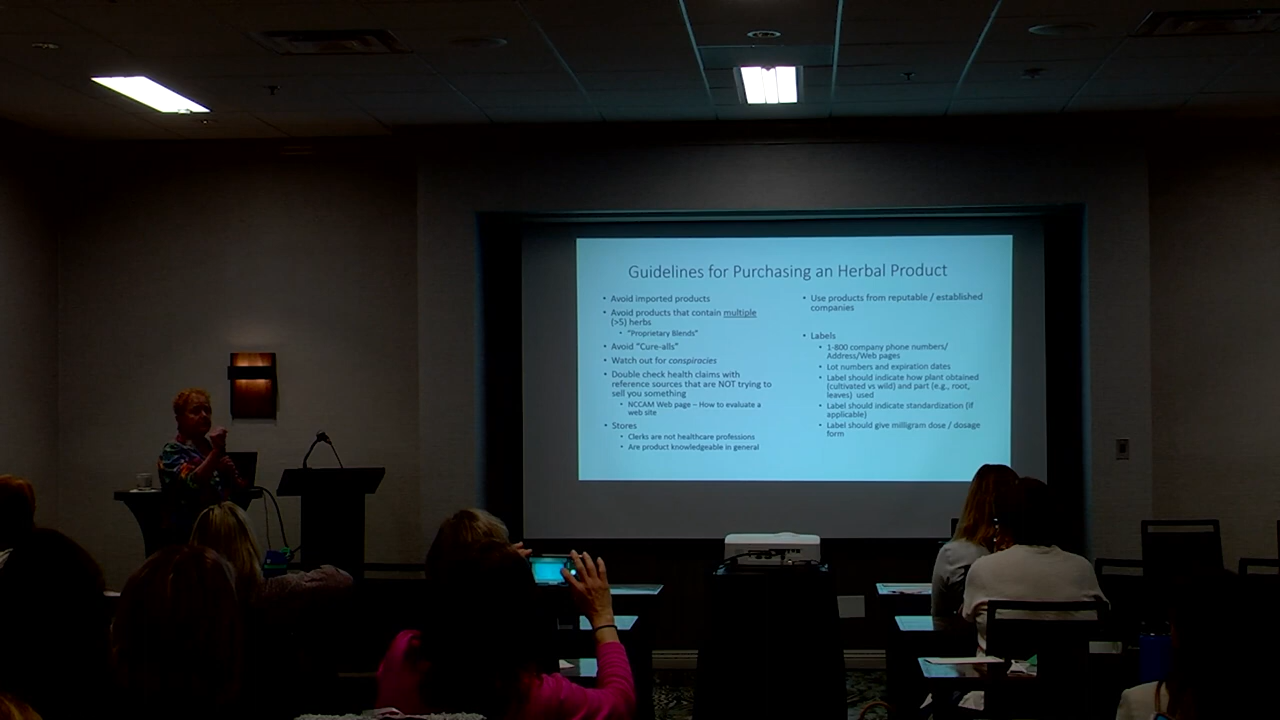 Guidelines for Purchasing an Herbal Product
• Avoid imported products
• Avoid products that contain multiple
(>5) herbs
• "Proprietary Blends"
• Avoid "Cure-alls"
• Watch out for conspiracies
• Double check health claims with
reference sources that are NOT trying to
sell you something
• NCCAM Web page – How to evaluate a
web site
• Stores
• Clerks are not healthcare professions
• Are product knowledgeable in general
• Use products from reputable / established
companies
• Labels
• 1-800 company phone numbers/
Address/Web pages
• Lot numbers and expiration dates
• Label should indicate how plant obtained
(cultivated vs wild) and part (e.g., root,
leaves) used
• Label should indicate standardization (if
applicable)
• Label should give milligram dose / dosage
form